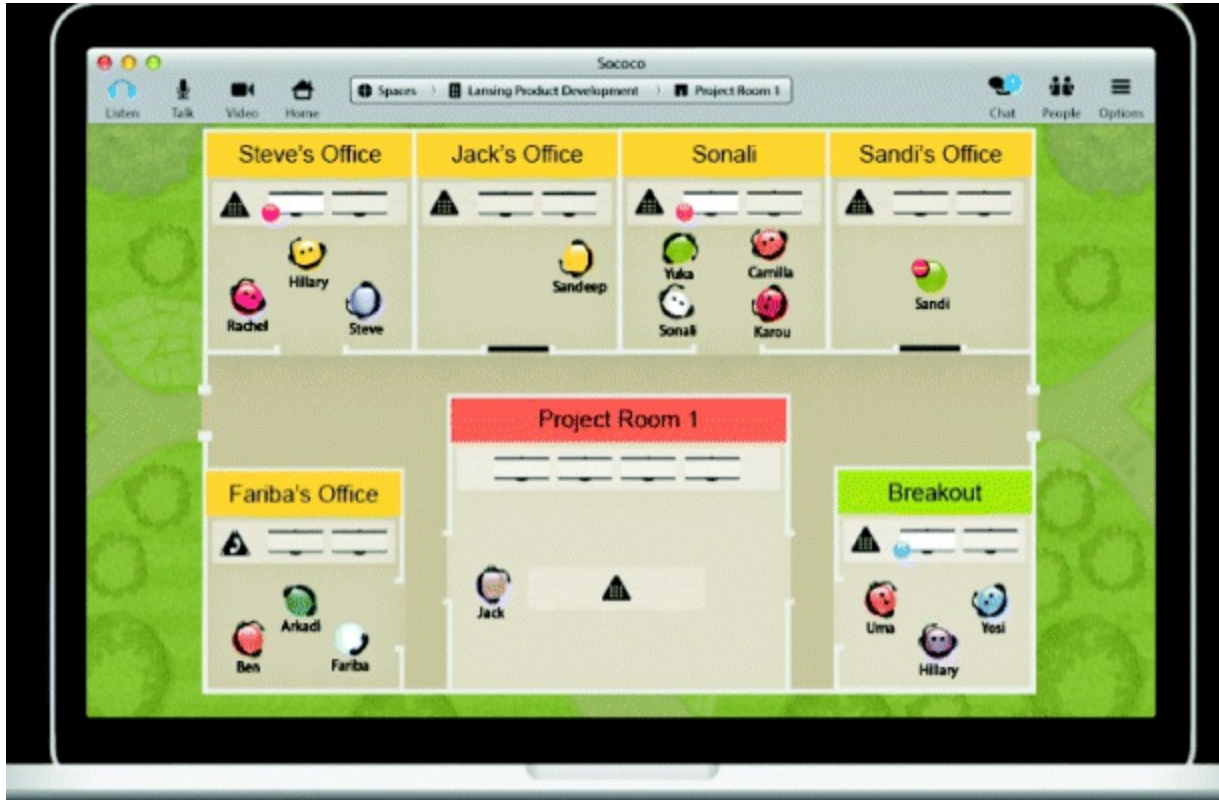 Sococo
Listen Talk Video Home Spaces Lansing Product Development Project Room 1 Chat People Options
Steve's Office Jack's Office Sonali Sandi's Office
Hillary
Rachel
Steve
Sandeep
Yuka Camilla
Sonali Karou
Sandi
Project Room 1
Fariba's Office
Breakout
Jack
Arkadi
Ben
Fariba
Uma
Yosi
Hillary